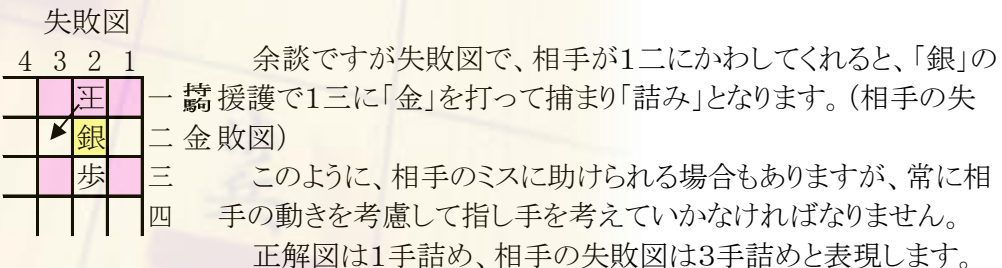 失敗図
4 3 2 1
王 一
銀 二
歩 三
四
持駒 金
余談ですが失敗図で、相手が1二にかわしてくれると、「銀」の
援護で1三に「金」を打って捕まり「詰み」となります。(相手の失
敗図)
このように、相手のミスに助けられる場合もありますが、常に相
手の動きを考慮して指し手を考えていかなければなりません。
正解図は1手詰め、相手の失敗図は3手詰めと表現します。